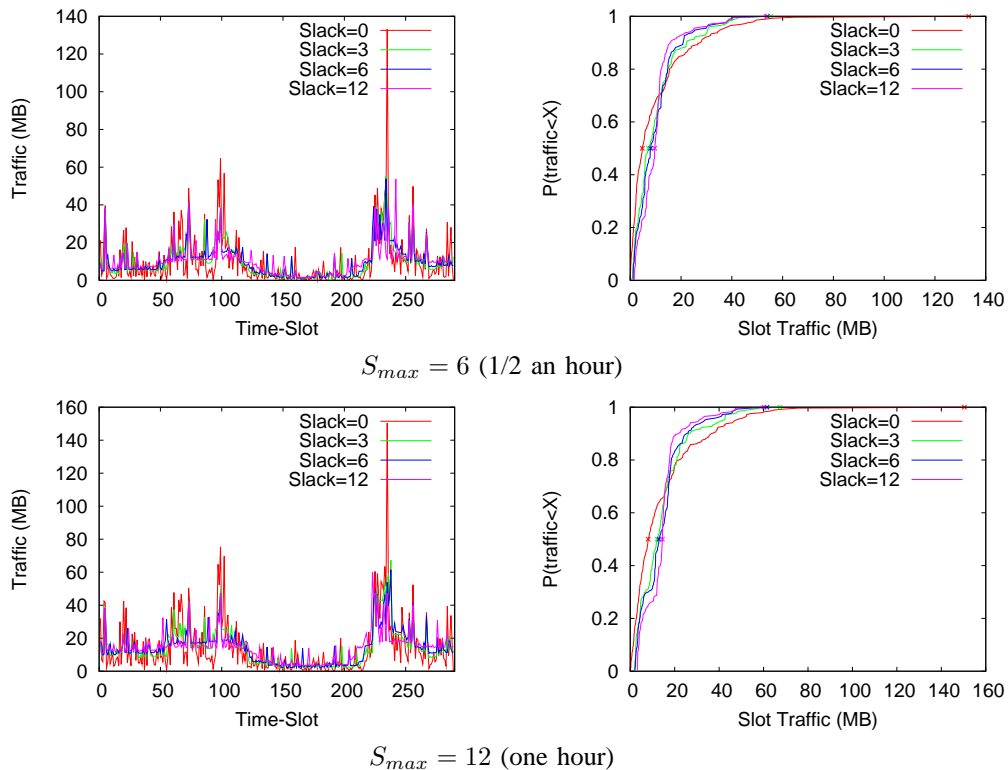 140
120
100
80
60
40
20
0
Traffic (MB)
Slack=0
Slack=3
Slack=6
Slack=12
0 50 100 150 200 250
Time-Slot
1
0.8
0.6
0.4
0.2
0
P(traffic<X)
Slack=0
Slack=3
Slack=6
Slack=12
0 20 40 60 80 100 120 140
Slot Traffic (MB)
S_max = 6 (1/2 an hour)
160
140
120
100
80
60
40
20
0
Traffic (MB)
Slack=0
Slack=3
Slack=6
Slack=12
0 50 100 150 200 250
Time-Slot
1
0.8
0.6
0.4
0.2
0
P(traffic<X)
Slack=0
Slack=3
Slack=6
Slack=12
0 20 40 60 80 100 120 140 160
Slot Traffic (MB)
S_max = 12 (one hour)